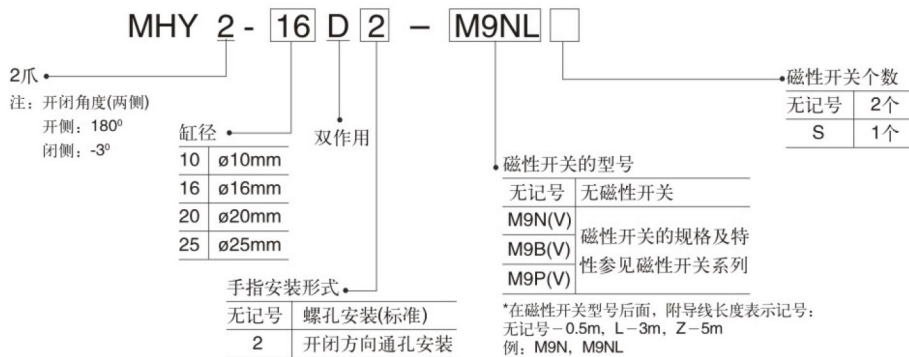 MHY 2 - 16 D 2 - M9NL
2爪
注：开闭角度(两侧)
开侧：180⁰
闭侧：-3⁰
缸径
10 ø10mm
16 ø16mm
20 ø20mm
25 ø25mm
双作用
手指安装形式
无记号 螺孔安装(标准)
2 开闭方向通孔安装
磁性开关的型号
无记号 无磁性开关
M9N(V)
M9B(V)
M9P(V)
磁性开关的规格及特
性参见磁性开关系列
*在磁性开关型号后面，附导线长度表示记号：
无记号－0.5m，L－3m，Z－5m
例：M9N，M9NL
磁性开关个数
无记号 2个
S 1个